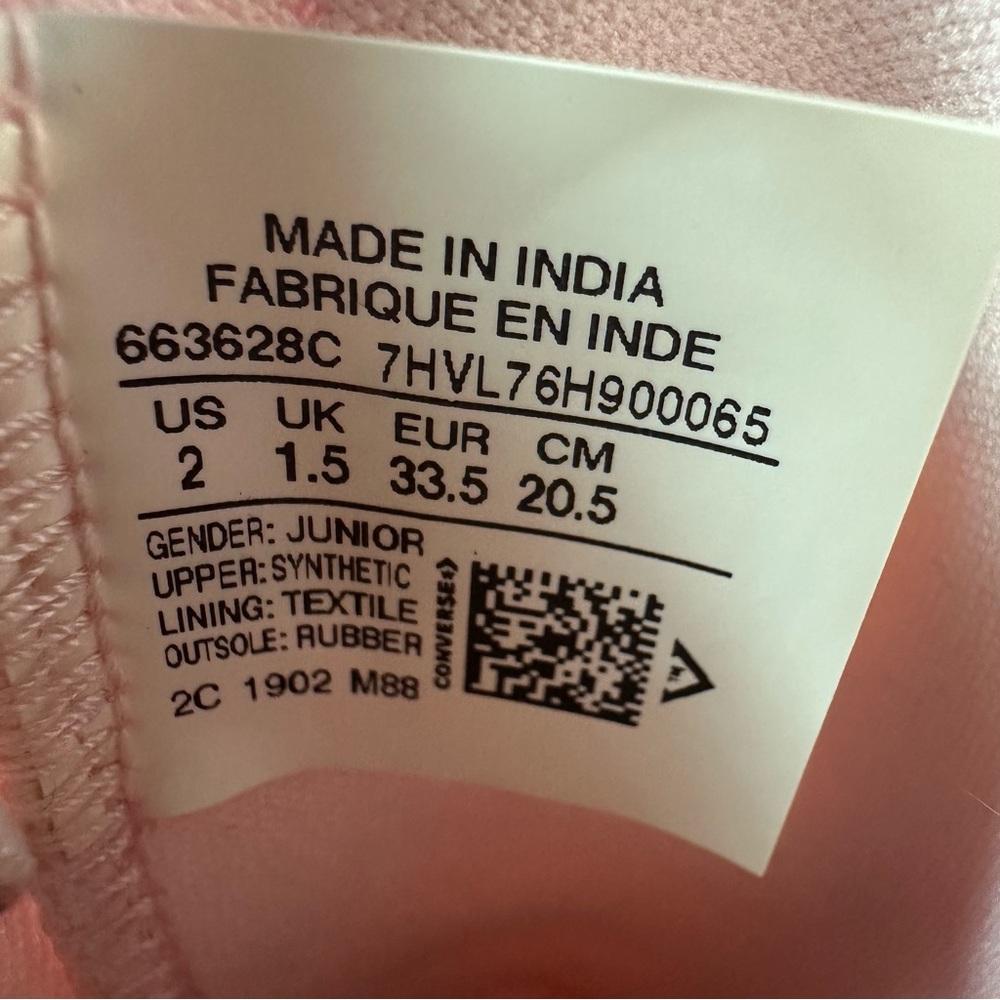 MADE IN INDIA
FABRIQUE EN INDE
663628C 7HVL76H900065
US UK EUR CM
2 1.5 33.5 20.5
GENDER: JUNIOR
UPPER: SYNTHETIC
LINING: TEXTILE
OUTSOLE: RUBBER
2C 1902 M88
CONVERSE